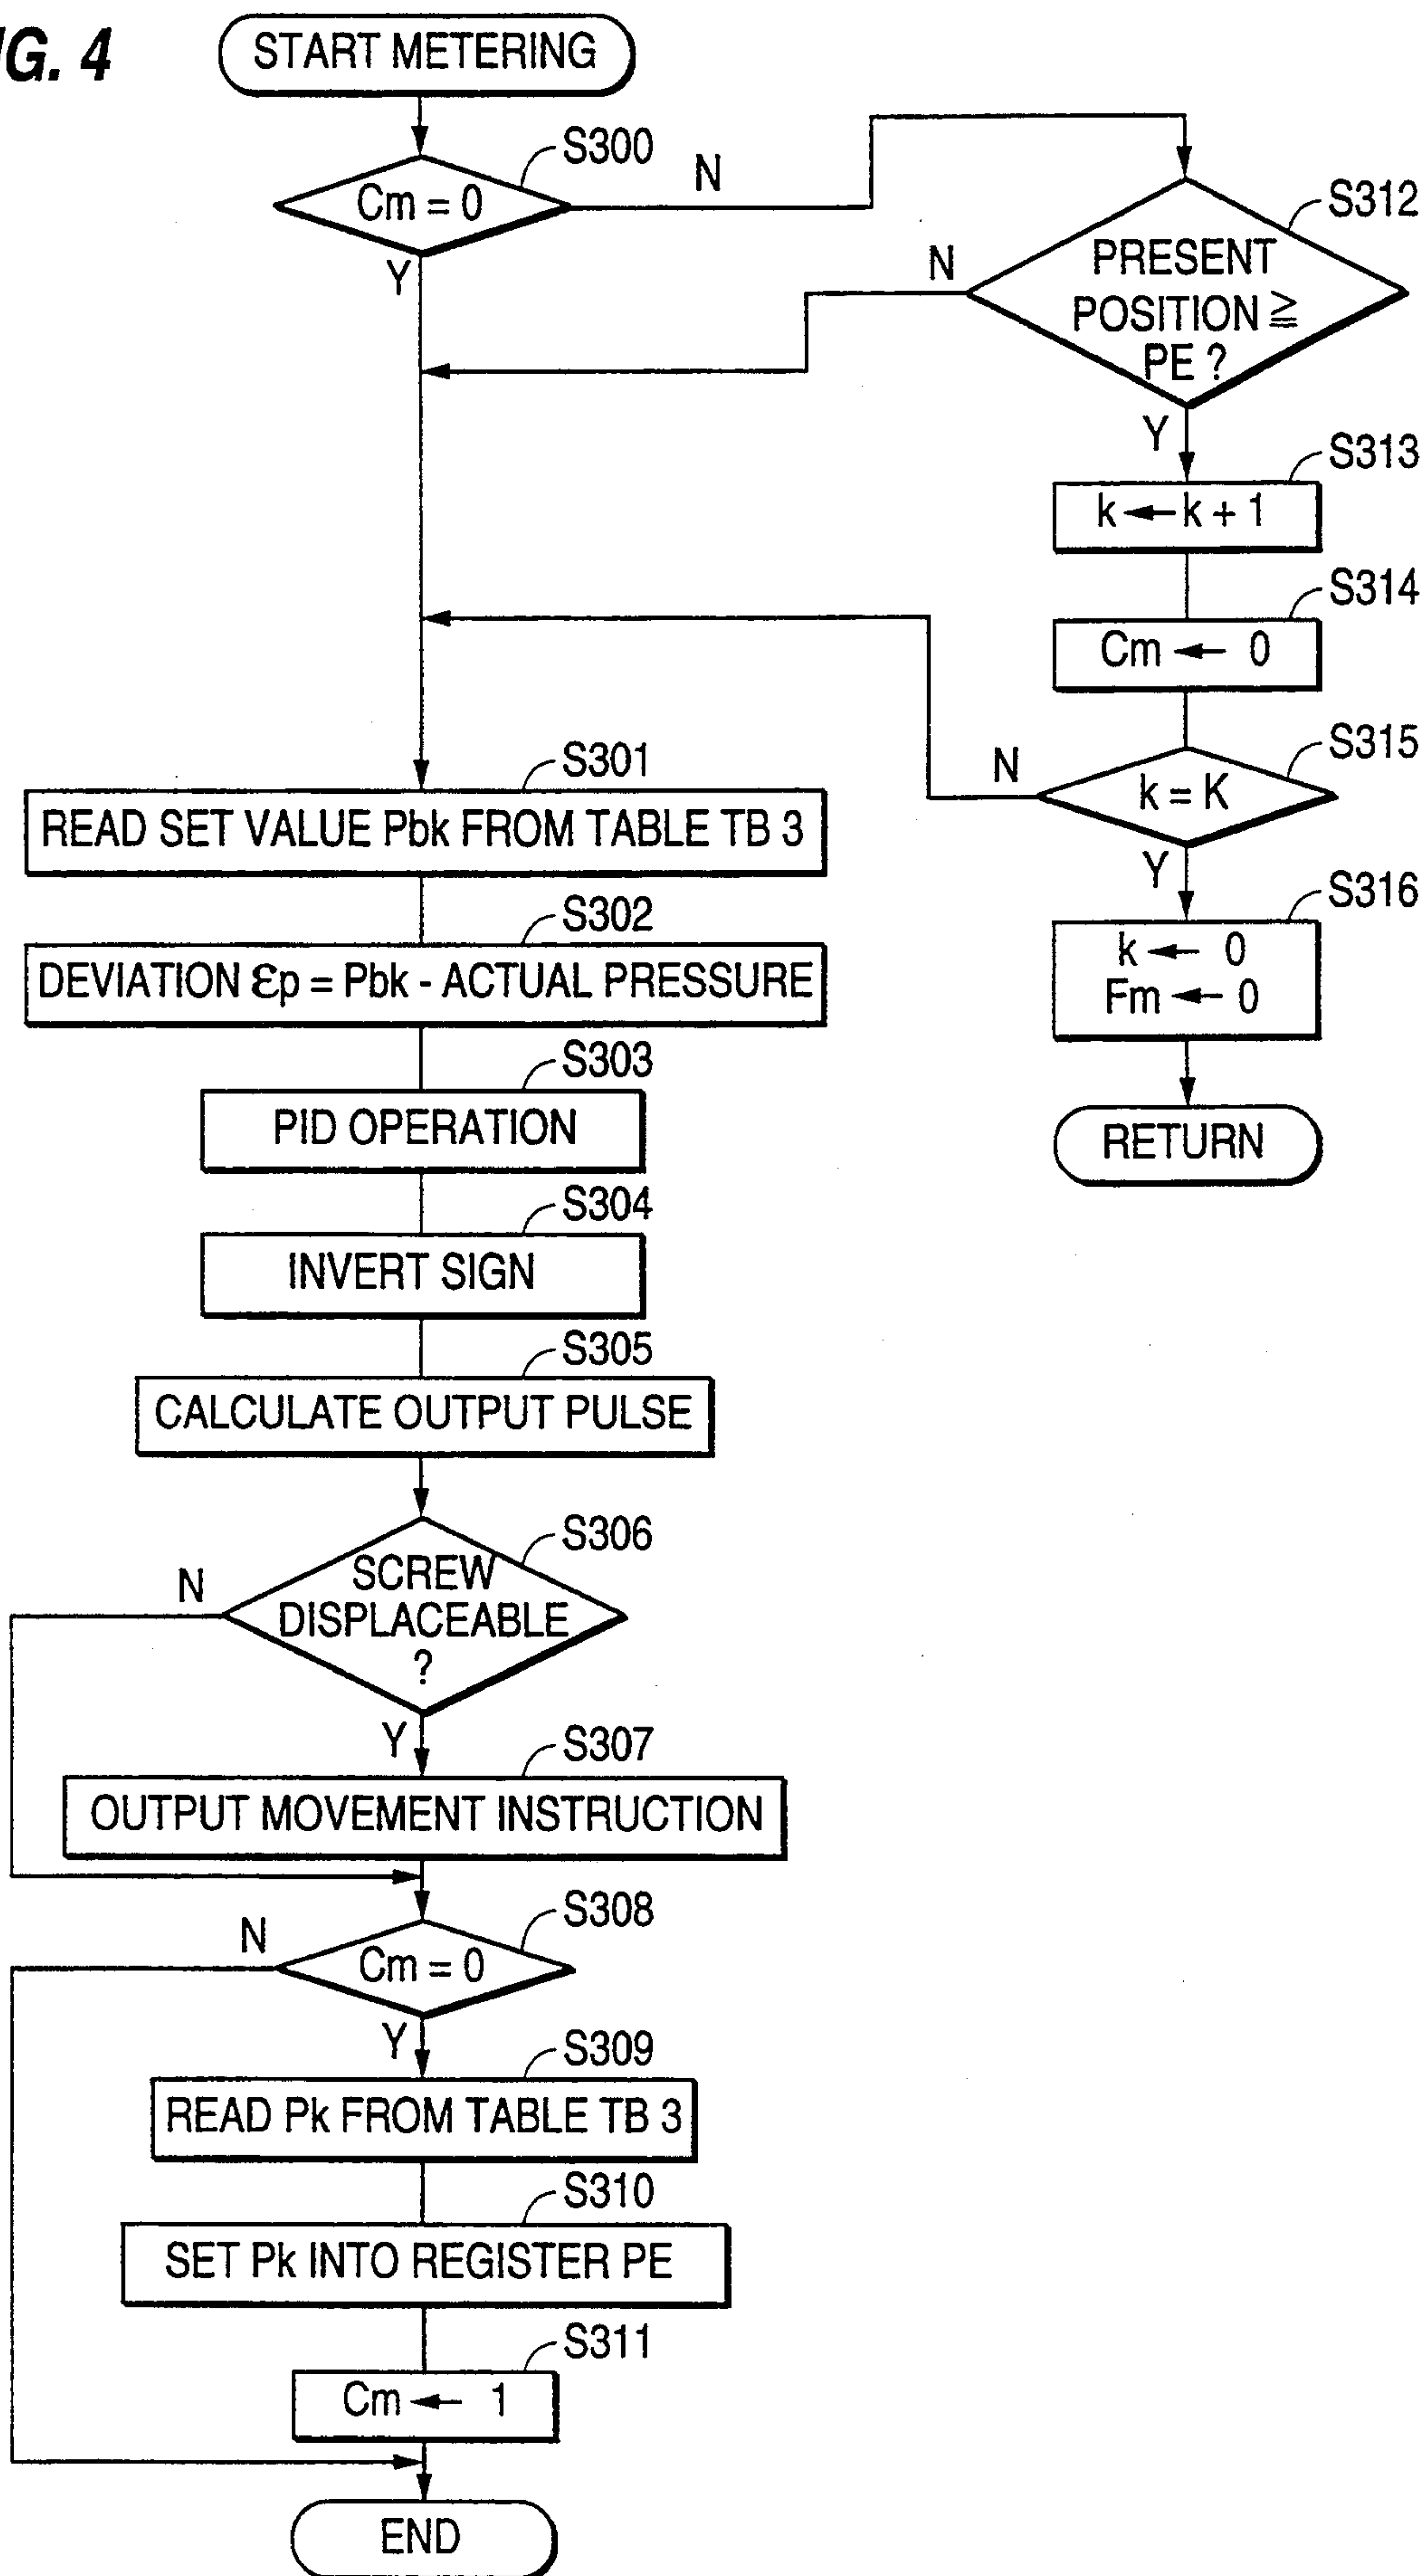 G. 4
START METERING
S300
Cm = 0
N
Y
S312
PRESENT
POSITION ≧
PE ?
N
Y
S313
k ← k + 1
S314
Cm ← 0
S315
k = K
N
Y
S316
k ← 0
Fm ← 0
RETURN
S301
READ SET VALUE Pbk FROM TABLE TB 3
S302
DEVIATION εp = Pbk - ACTUAL PRESSURE
S303
PID OPERATION
S304
INVERT SIGN
S305
CALCULATE OUTPUT PULSE
S306
SCREW
DISPLACEABLE
?
N
Y
S307
OUTPUT MOVEMENT INSTRUCTION
S308
Cm = 0
N
Y
S309
READ Pk FROM TABLE TB 3
S310
SET Pk INTO REGISTER PE
S311
Cm ← 1
END